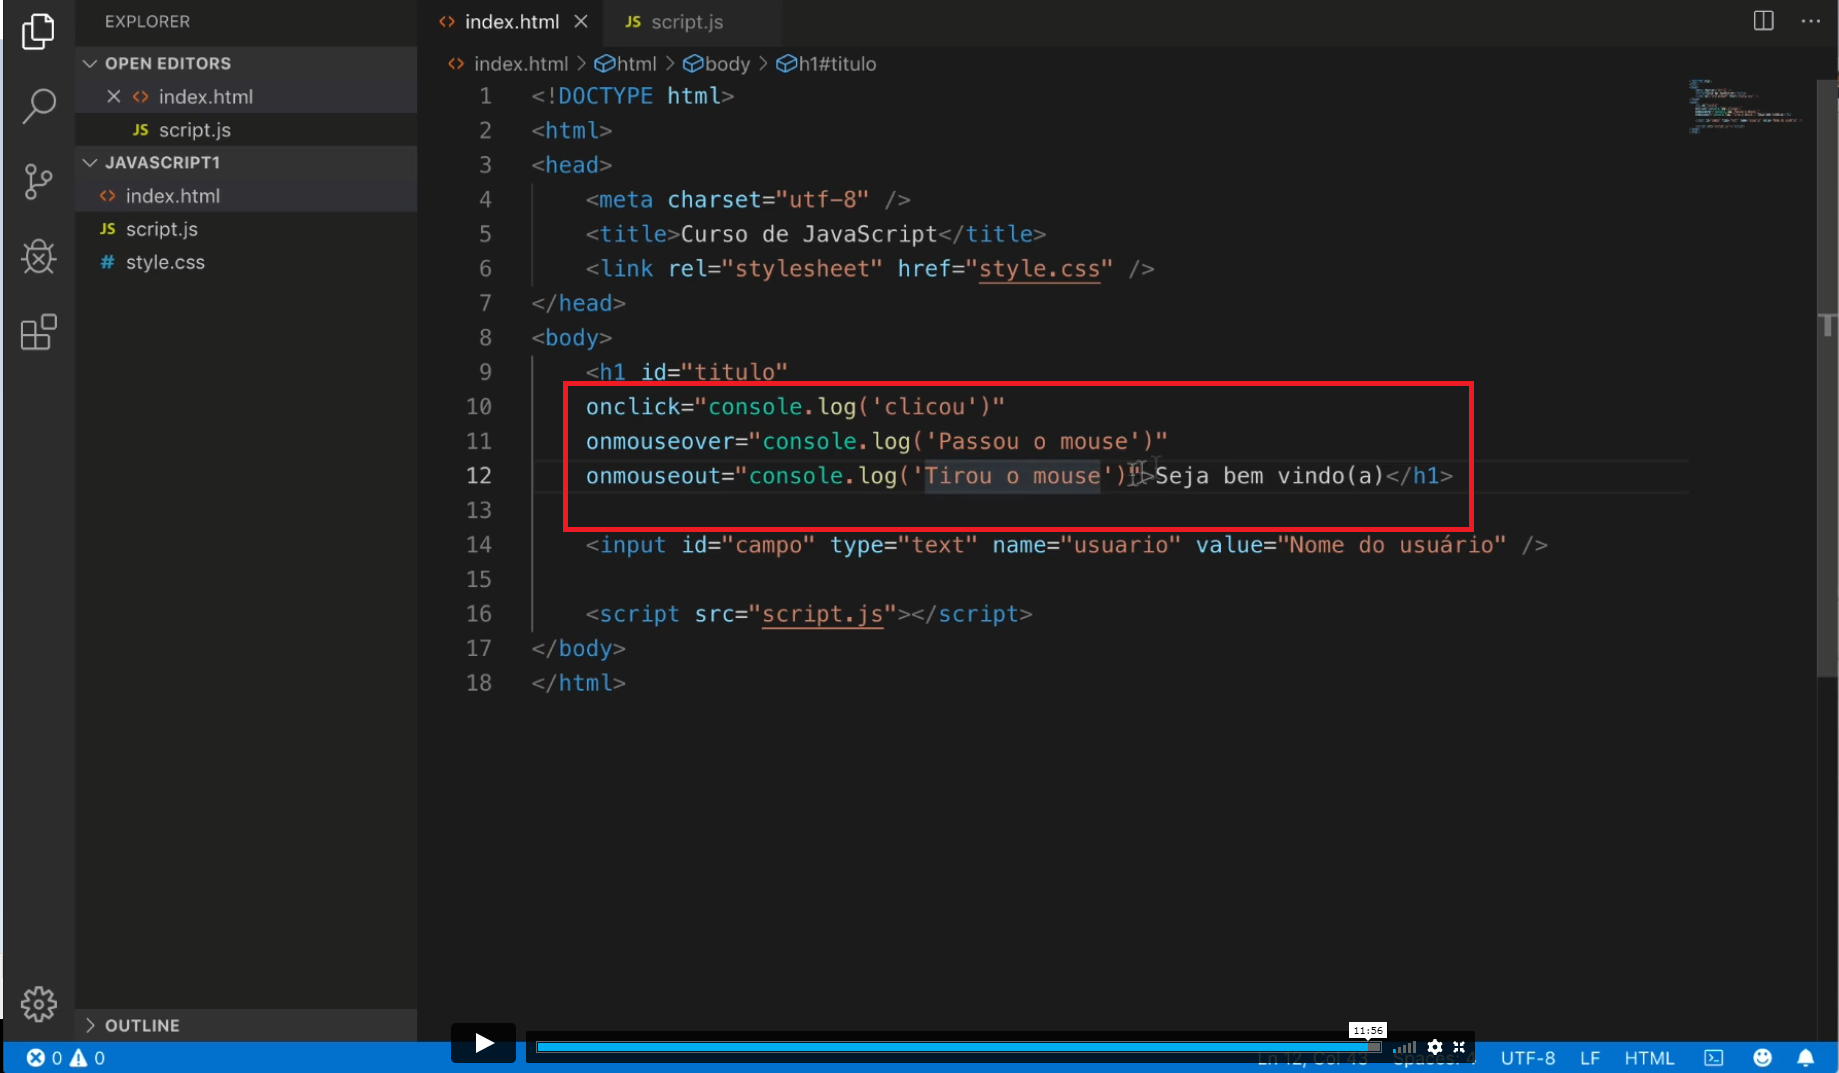 EXPLORER
OPEN EDITORS
index.html
JS script.js
JAVASCRIPT1
index.html
JS script.js
# style.css
OUTLINE
index.html
JS script.js
index.html > html > body > h1#titulo
1 <!DOCTYPE html>
2 <html>
3 <head>
4 <meta charset="utf-8" />
5 <title>Curso de JavaScript</title>
6 <link rel="stylesheet" href="style.css" />
7 </head>
8 <body>
9 <h1 id="titulo"
10 onclick="console.log('clicou')"
11 onmouseover="console.log('Passou o mouse')"
12 onmouseout="console.log('Tirou o mouse')">Seja bem vindo(a)</h1>
13
14 <input id="campo" type="text" name="usuario" value="Nome do usuário" />
15
16 <script src="script.js"></script>
17 </body>
18 </html>
11:56
0 0 Ln 12, Col 43 Spaces: 4 UTF-8 LF HTML